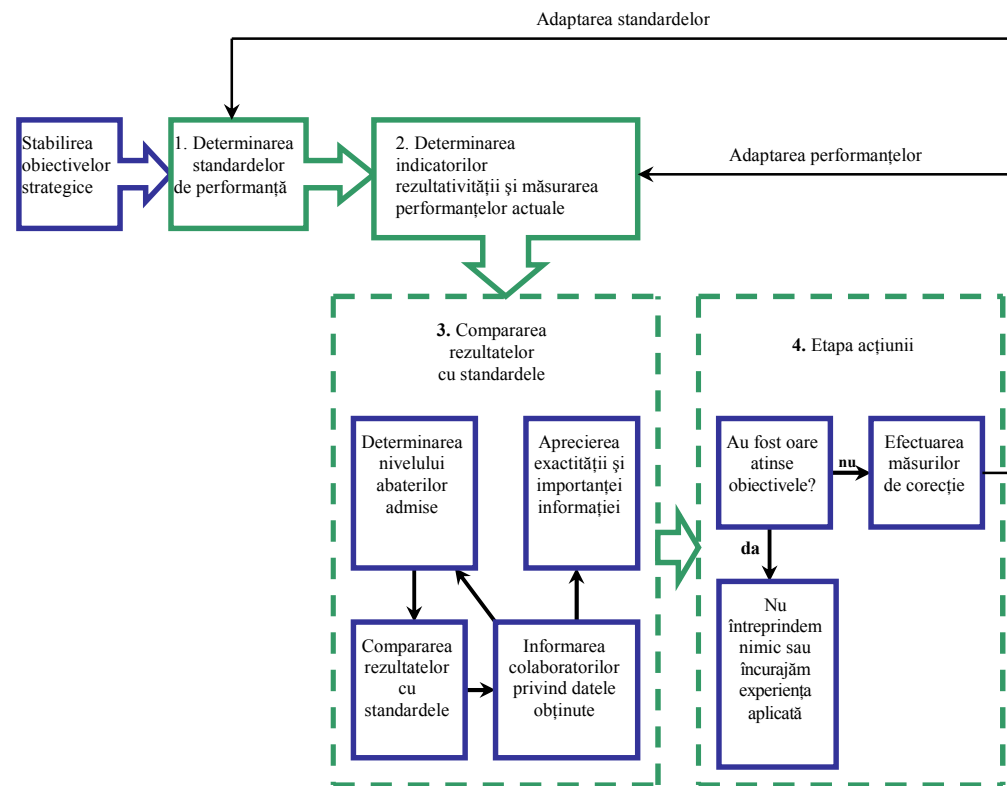 Adaptarea standardelor
Stabilirea
obiectivelor
strategice
1. Determinarea
standardelor
de performanță
2. Determinarea
indicatorilor
rezultativității şi măsurarea
performanțelor actuale
Adaptarea performanțelor
3. Compararea
rezultatelor
cu standardele
Determinarea
nivelului
abaterilor
admise
Aprecierea
exactității şi
importanței
informației
Compararea
rezultatelor
cu
standardele
Informarea
colaboratorilor
privind datele
obținute
4. Etapa acțiunii
Au fost oare
atinse
obiectivele?
nu
Efectuarea
măsurilor
de corecție
da
Nu
întreprindem
nimic sau
încurajăm
experiența
aplicată